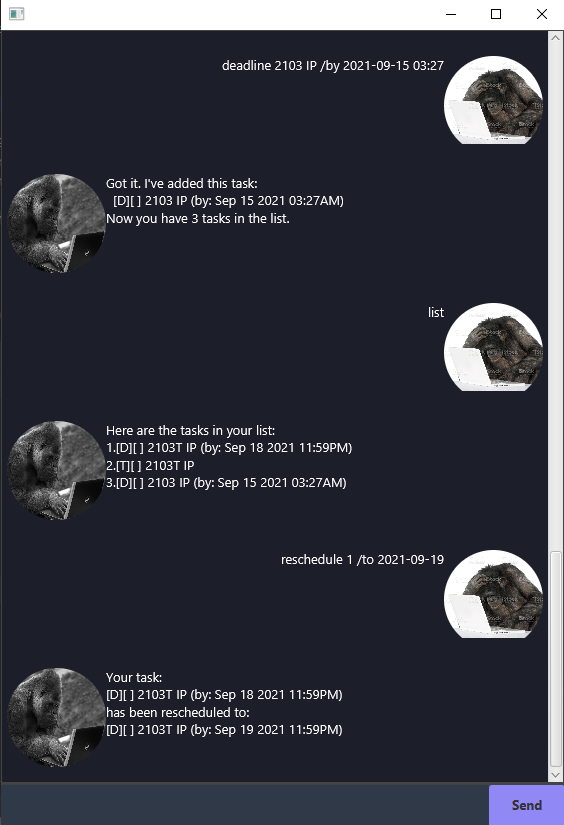 deadline 2103 IP /by 2021-09-15 03:27
Got it. I've added this task:
[D][ ] 2103 IP (by: Sep 15 2021 03:27AM)
Now you have 3 tasks in the list.
list
Here are the tasks in your list:
1.[D][ ] 2103T IP (by: Sep 18 2021 11:59PM)
2.[T][ ] 2103T IP
3.[D][ ] 2103 IP (by: Sep 15 2021 03:27AM)
reschedule 1 /to 2021-09-19
Your task:
[D][ ] 2103T IP (by: Sep 18 2021 11:59PM)
has been rescheduled to:
[D][ ] 2103T IP (by: Sep 19 2021 11:59PM)
Send